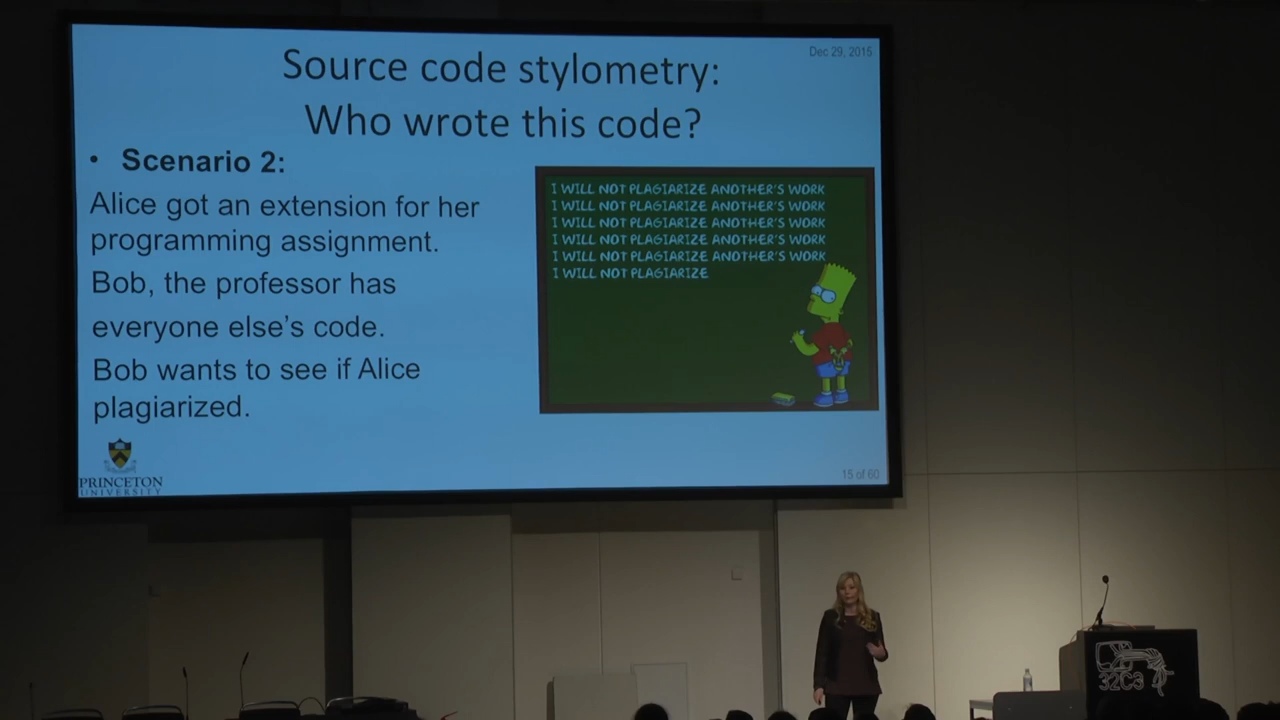 Dec 29, 2015
Source code stylometry:
Who wrote this code?
• Scenario 2:
Alice got an extension for her
programming assignment.
Bob, the professor has
everyone else's code.
Bob wants to see if Alice
plagiarized.
I WILL NOT PLAGIARIZE ANOTHER'S WORK
I WILL NOT PLAGIARIZE ANOTHER'S WORK
I WILL NOT PLAGIARIZE ANOTHER'S WORK
I WILL NOT PLAGIARIZE ANOTHER'S WORK
I WILL NOT PLAGIARIZE ANOTHER'S WORK
I WILL NOT PLAGIARIZE
PRINCETON
UNIVERSITY
15 of 60
32C3